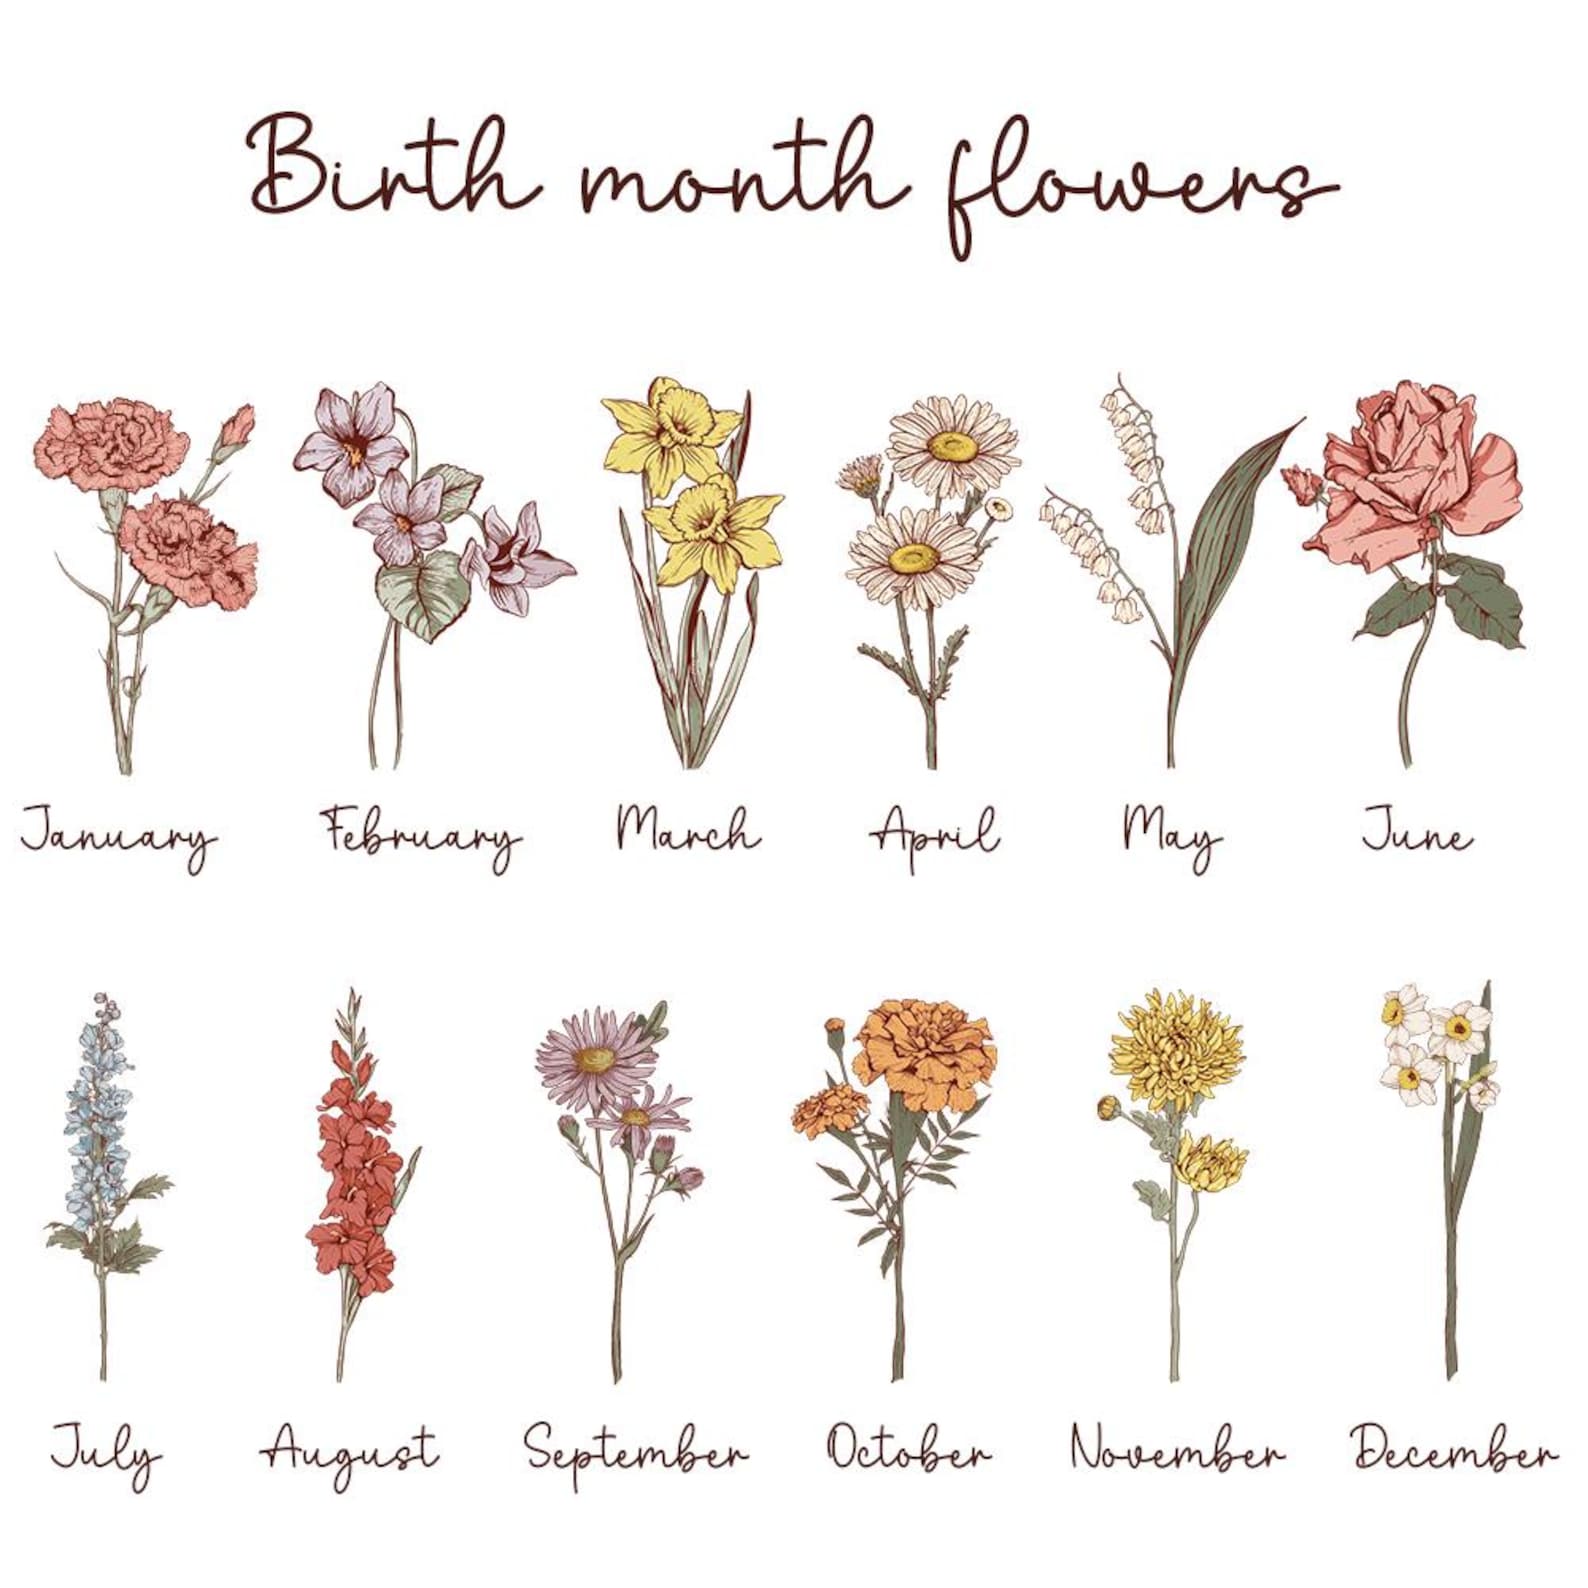 Birth month flowers
January February March April May June
July August September October November December